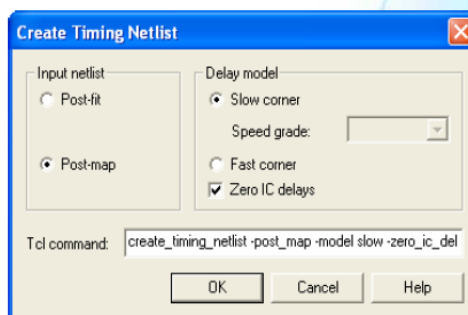 Create Timing Netlist
Input netlist
Post-fit
Post-map
Delay model
Slow corner
Speed grade:
Fast corner
Zero IC delays
Tcl command: create_timing_netlist -post_map -model slow -zero_ic_del
OK Cancel Help